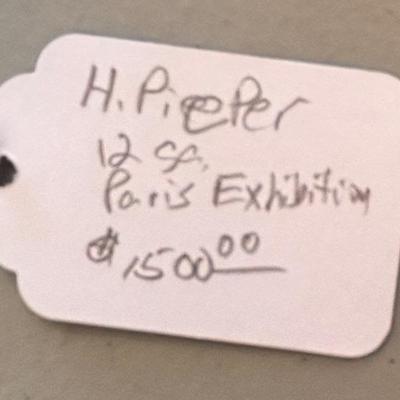 H. Pieper
12 ga.
Paris Exhibition
$1500.00